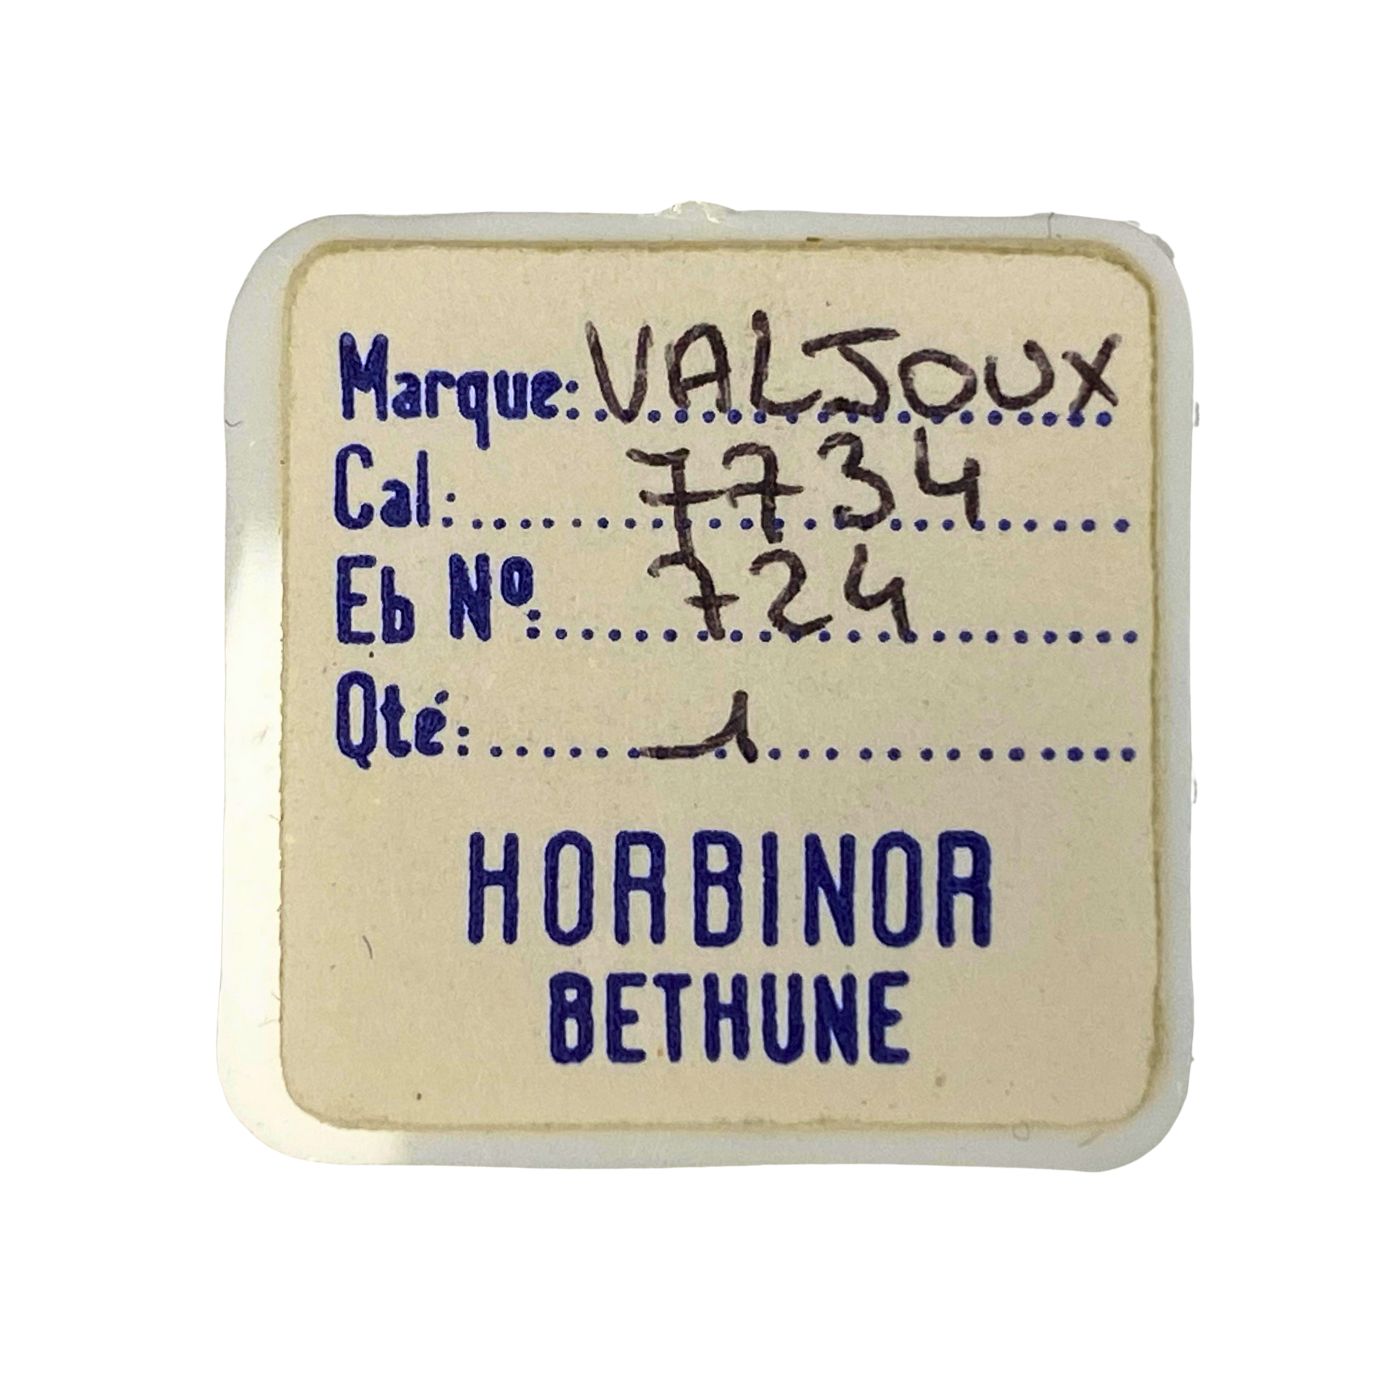 Marque: VALJOUX
Cal: 7734
Eb Nº: 724
Qté: 1
HORBINOR
BETHUNE